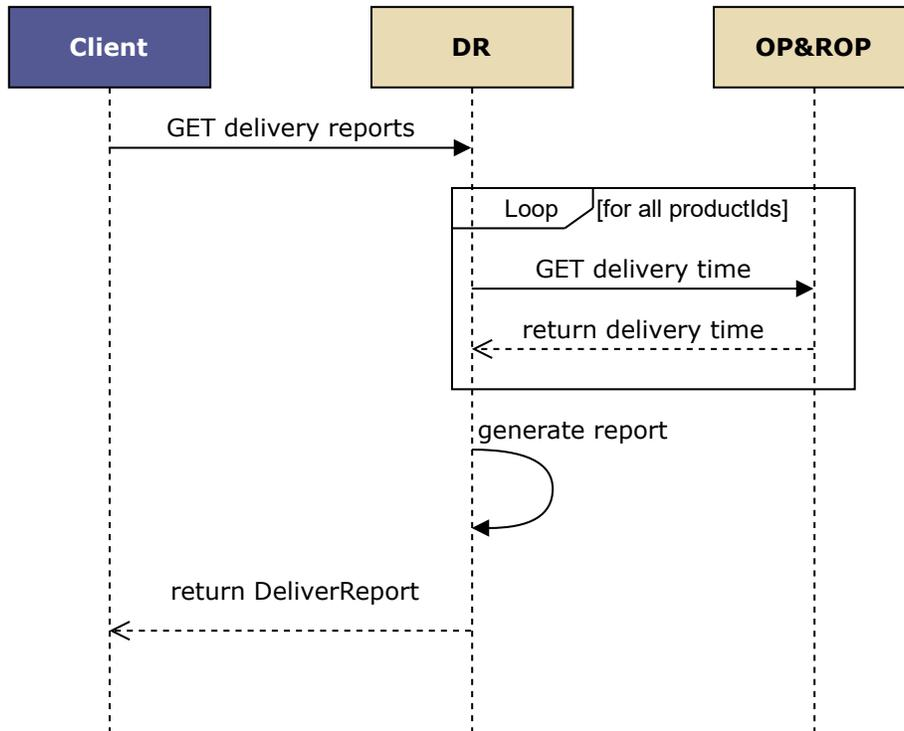 Client
DR
OP&ROP
GET delivery reports
Loop
[for all productIds]
GET delivery time
return delivery time
generate report
return DeliverReport